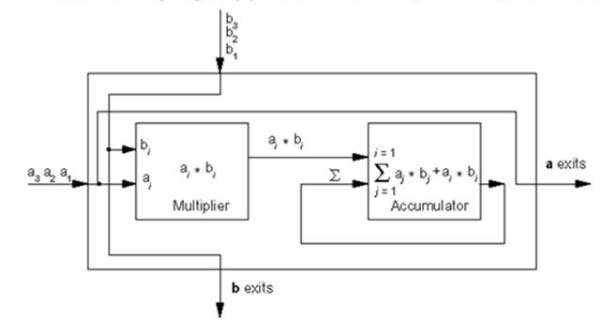 b₃
b₂
b₁
a₃ a₂ a₁
bᵢ
aᵢ * bᵢ
aᵢ
Multiplier
aᵢ * bᵢ
Σ
i = 1
∑ aⱼ * bⱼ + aᵢ * bᵢ
j = 1
Accumulator
a exits
b exits